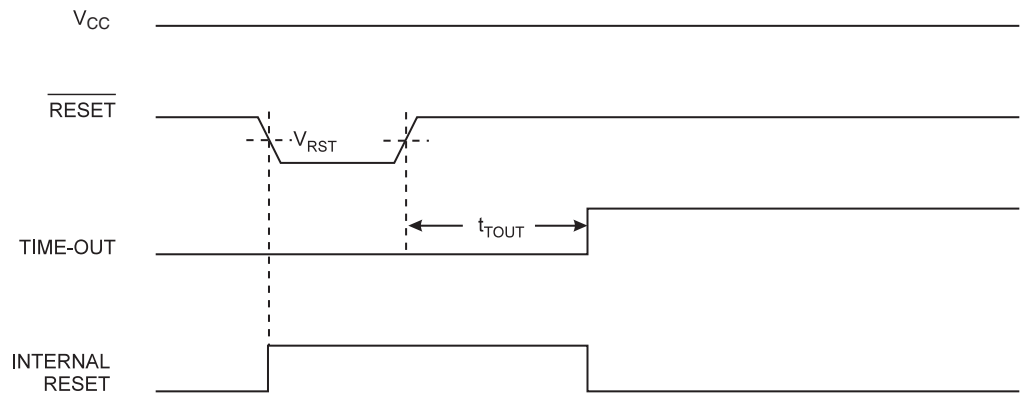 VCC
RESET
VRST
tTOUT
TIME-OUT
INTERNAL
RESET